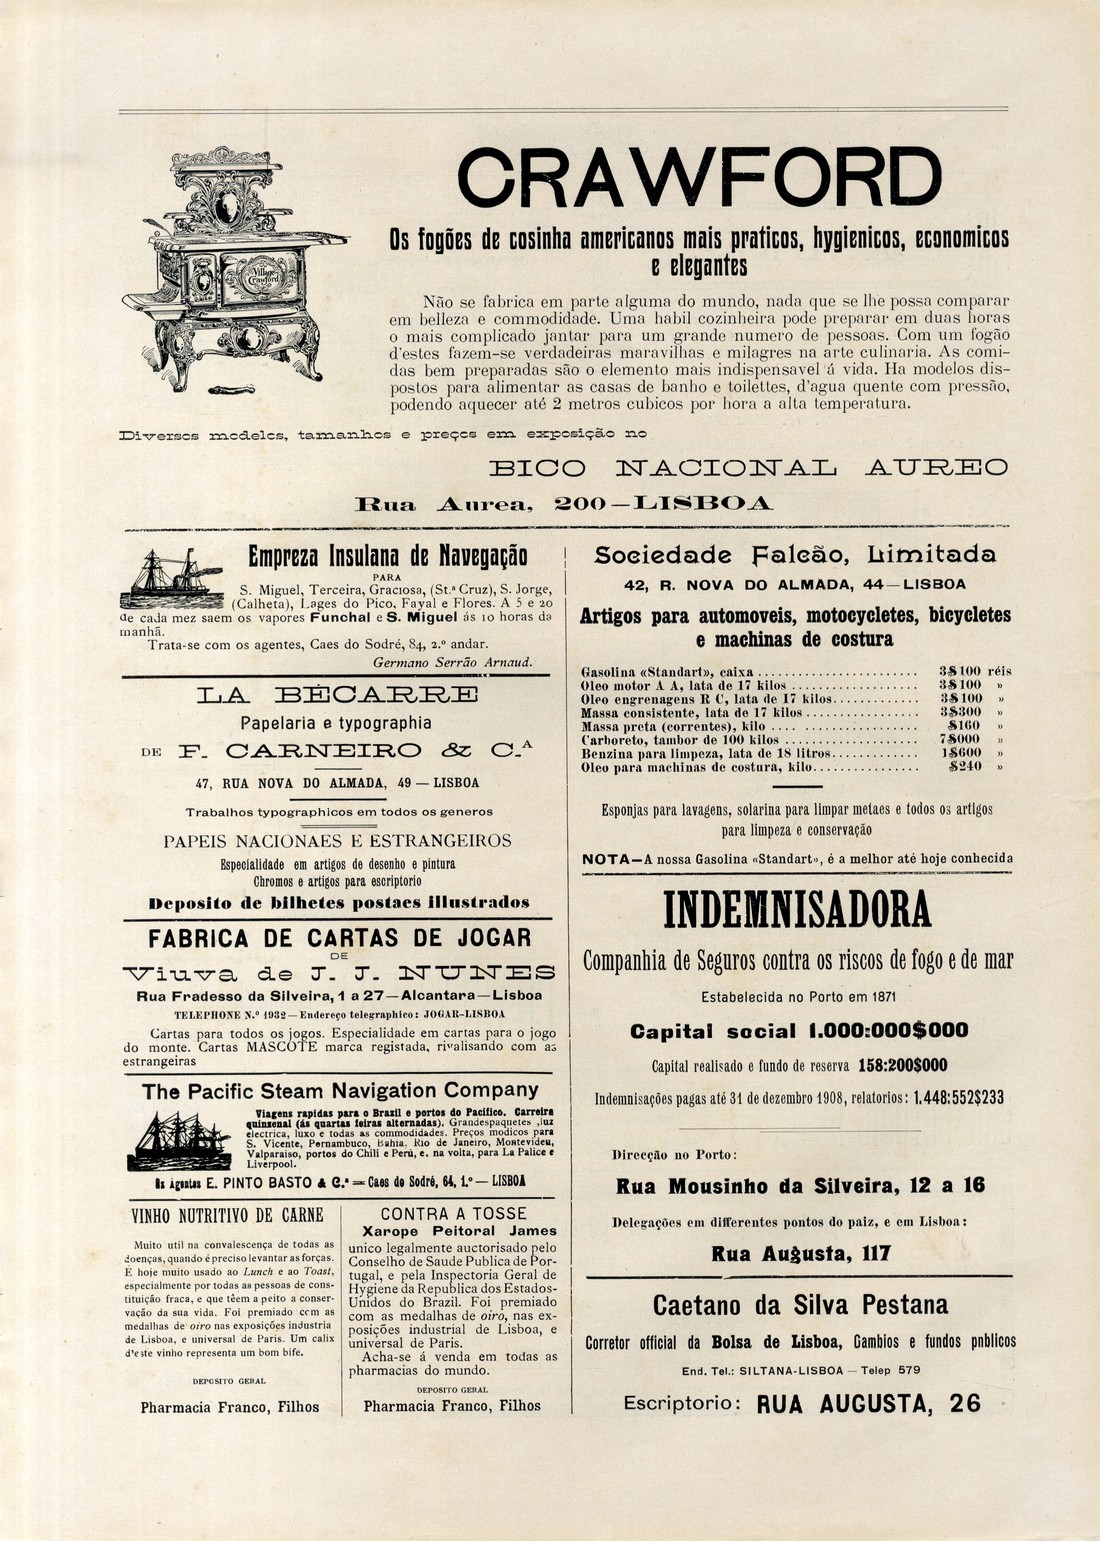 CRAWFORD
Os fogões de cosinha americanos mais praticos, hygienicos, economicos
e elegantes
Village
Crawford
Não se fabrica em parte alguma do mundo, nada que se lhe possa comparar
em belleza e commodidade. Uma habil cozinheira pode preparar em duas horas
o mais complicado jantar para um grande numero de pessoas. Com um fogão
d'estes fazem-se verdadeiras maravilhas e milagres na arte culinaria. As comi-
das bem preparadas são o elemento mais indispensavel á vida. Ha modelos dis-
postos para alimentar as casas de banho e toilettes, d'agua quente com pressão,
podendo aquecer até 2 metros cubicos por hora a alta temperatura.
Diversos modelos, tamanhos e preços em exposição no
BICO NACIONAL AUREO
Rua Aurea, 200—LISBOA
Empreza Insulana de Navegação
PARA
S. Miguel, Terceira, Graciosa, (St.ª Cruz), S. Jorge,
(Calheta), Lages do Pico, Fayal e Flores. A 5 e 20
de cada mez saem os vapores Funchal e S. Miguel ás 10 horas da
manhã.
Trata-se com os agentes, Caes do Sodré, 84, 2.º andar.
Germano Serrão Arnaud.
LA BÉCARRE
Papelaria e typographia
DE F. CARNEIRO & C.ᴬ
47, RUA NOVA DO ALMADA, 49 — LISBOA
Trabalhos typographicos em todos os generos
PAPEIS NACIONAES E ESTRANGEIROS
Especialidade em artigos de desenho e pintura
Chromos e artigos para escriptorio
Deposito de bilhetes postaes illustrados
FABRICA DE CARTAS DE JOGAR
DE
Viuva de J. J. NUNES
Rua Fradesso da Silveira, 1 a 27—Alcantara—Lisboa
TELEPHONE N.º 1932—Endereço telegraphico: JOGAR-LISBOA
Cartas para todos os jogos. Especialidade em cartas para o jogo
do monte. Cartas MASCOTE marca registada, rivalisando com as
estrangeiras
The Pacific Steam Navigation Company
Viagens rapidas para o Brazil e portos do Pacifico. Carreira
quinzenal (ás quartas feiras alternadas). Grandespaquetes ,luz
electrica, luxo e todas as commodidades. Preços modicos para
S. Vicente, Pernambuco, Bahia. Rio de Janeiro, Montevideu,
Valparaiso, portos do Chili e Perú, e. na volta, para La Palice e
Liverpool.
Os Agentes E. PINTO BASTO & C.ª = Caes do Sodré, 64, 1.º — LISBOA
VINHO NUTRITIVO DE CARNE
Muito util na convalescença de todas as
doenças, quando é preciso levantar as forças.
E hoje muito usado ao Lunch e ao Toast,
especialmente por todas as pessoas de cons-
tituição fraca, e que têem a peito a conser-
vação da sua vida. Foi premiado com as
medalhas de oiro nas exposições industria
de Lisboa, e universal de Paris. Um calix
d'este vinho representa um bom bife.
DEPOSITO GERAL
Pharmacia Franco, Filhos
CONTRA A TOSSE
Xarope Peitoral James
unico legalmente auctorisado pelo
Conselho de Saude Publica de Por-
tugal, e pela Inspectoria Geral de
Hygiene da Republica dos Estados-
Unidos do Brazil. Foi premiado
com as medalhas de oiro, nas ex-
posições industrial de Lisboa, e
universal de Paris.
Acha-se á venda em todas as
pharmacias do mundo.
DEPOSITO GERAL
Pharmacia Franco, Filhos
Sociedade Falcão, Limitada
42, R. NOVA DO ALMADA, 44—LISBOA
Artigos para automoveis, motocycletes, bicycletes
e machinas de costura
Gasolina «Standart», caixa ........................ 3$100 réis
Oleo motor A A, lata de 17 kilos ................... 3$100 »
Oleo engrenagens R C, lata de 17 kilos............. 3$100 »
Massa consistente, lata de 17 kilos ................. 3$300 »
Massa preta (correntes), kilo .... ................. $160 »
Carboreto, tambor de 100 kilos .................... 7$000 »
Benzina para limpeza, lata de 18 litros............. 1$600 »
Oleo para machinas de costura, kilo................ $240 »
Esponjas para lavagens, solarina para limpar metaes e todos os artigos
para limpeza e conservação
NOTA—A nossa Gasolina «Standart», é a melhor até hoje conhecida
INDEMNISADORA
Companhia de Seguros contra os riscos de fogo e de mar
Estabelecida no Porto em 1871
Capital social 1.000:000$000
Capital realisado e fundo de reserva 158:200$000
Indemnisações pagas até 31 de dezembro 1908, relatorios: 1.448:552$233
Direcção no Porto:
Rua Mousinho da Silveira, 12 a 16
Delegações em differentes pontos do paiz, e em Lisboa:
Rua Augusta, 117
Caetano da Silva Pestana
Corretor official da Bolsa de Lisboa, Cambios e fundos pnblicos
End. Tel.: SILTANA-LISBOA — Telep 579
Escriptorio: RUA AUGUSTA, 26